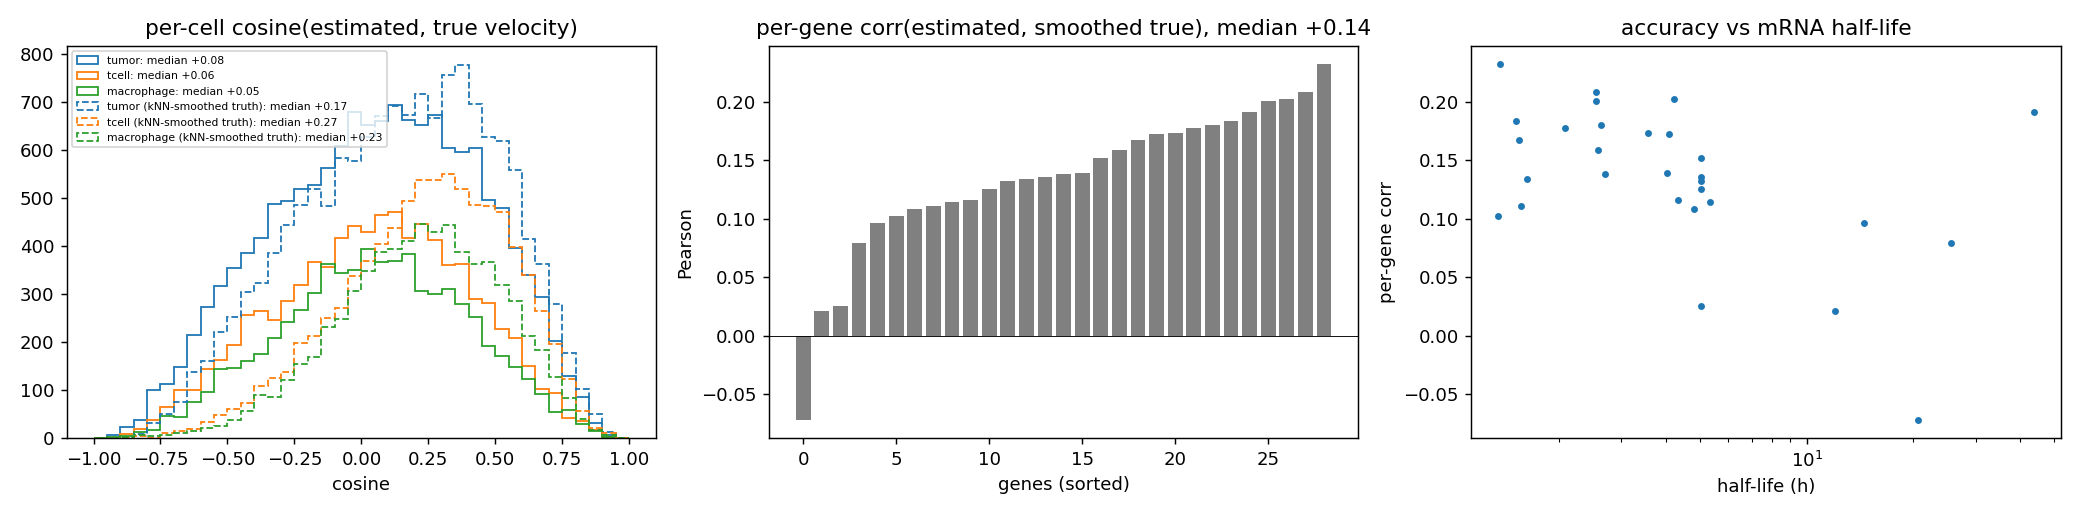 per-cell cosine(estimated, true velocity)
800
700
600
500
400
300
200
100
0
tumor: median +0.08
tcell: median +0.06
macrophage: median +0.05
tumor (kNN-smoothed truth): median +0.17
tcell (kNN-smoothed truth): median +0.27
macrophage (kNN-smoothed truth): median +0.23
−1.00 −0.75 −0.50 −0.25 0.00 0.25 0.50 0.75 1.00
cosine
per-gene corr(estimated, smoothed true), median +0.14
Pearson
0.20
0.15
0.10
0.05
0.00
−0.05
0 5 10 15 20 25
genes (sorted)
accuracy vs mRNA half-life
per-gene corr
0.20
0.15
0.10
0.05
0.00
−0.05
10¹
half-life (h)